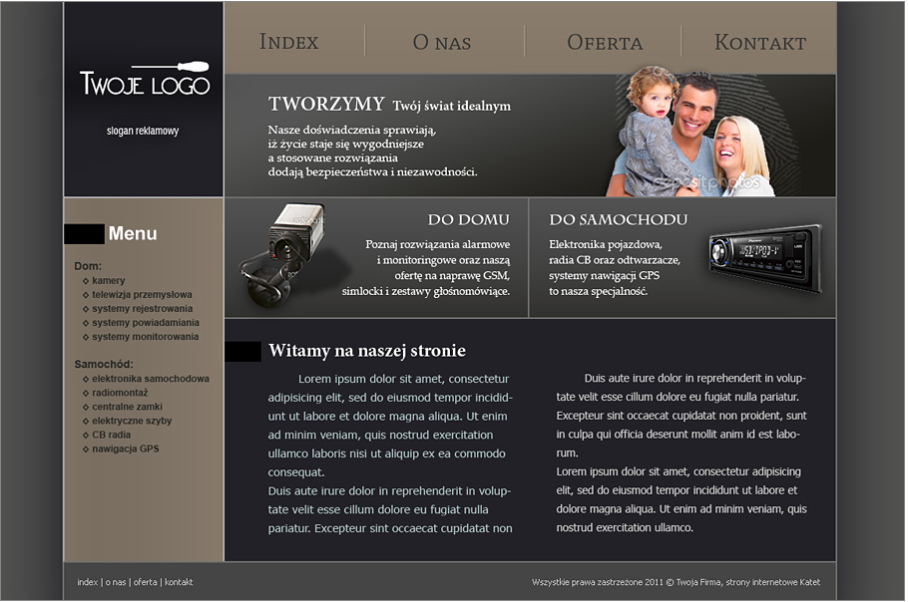 TWOJE LOGO
slogan reklamowy
INDEX
O NAS
OFERTA
KONTAKT
TWORZYMY Twój świat idealnym
Nasze doświadczenia sprawiają,
iż życie staje się wygodniejsze
a stosowane rozwiązania
dodają bezpieczeństwa i niezawodności.
depositphotos
Menu
Dom:
kamery
telewizja przemysłowa
systemy rejestrowania
systemy powiadamiania
systemy monitorowania
Samochód:
elektronika samochodowa
radiomontaż
centralne zamki
elektryczne szyby
CB radia
nawigacja GPS
DO DOMU
Poznaj rozwiązania alarmowe
i monitoringowe oraz naszą
ofertę na naprawę GSM,
simlocki i zestawy głośnomówiące.
DO SAMOCHODU
Elektronika pojazdowa,
radia CB oraz odtwarzacze,
systemy nawigacji GPS
to nasza specjalność.
Witamy na naszej stronie
Lorem ipsum dolor sit amet, consectetur
adipisicing elit, sed do eiusmod tempor incidid-
unt ut labore et dolore magna aliqua. Ut enim
ad minim veniam, quis nostrud exercitation
ullamco laboris nisi ut aliquip ex ea commodo
consequat.
Duis aute irure dolor in reprehenderit in volup-
tate velit esse cillum dolore eu fugiat nulla
pariatur. Excepteur sint occaecat cupidatat non
Duis aute irure dolor in reprehenderit in volup-
tate velit esse cillum dolore eu fugiat nulla pariatur.
Excepteur sint occaecat cupidatat non proident, sunt
in culpa qui officia deserunt mollit anim id est labo-
rum.
Lorem ipsum dolor sit amet, consectetur adipisicing
elit, sed do eiusmod tempor incididunt ut labore et
dolore magna aliqua. Ut enim ad minim veniam, quis
nostrud exercitation ullamco.
index | o nas | oferta | kontakt
Wszystkie prawa zastrzeżone 2011 © Twoja Firma, strony internetowe Katet